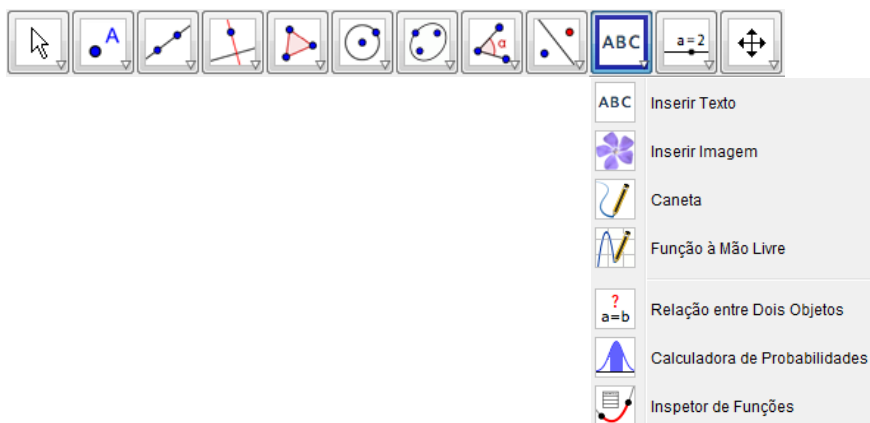 A
α
ABC
a=2
ABC Inserir Texto
Inserir Imagem
Caneta
Função à Mão Livre
?
a=b
Relação entre Dois Objetos
Calculadora de Probabilidades
Inspetor de Funções